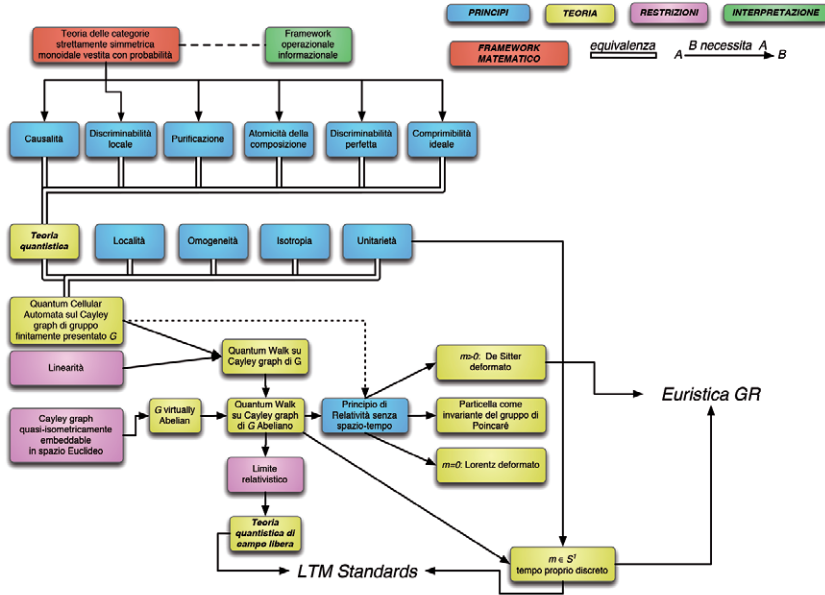 PRINCIPI
TEORIA
RESTRIZIONI
INTERPRETAZIONE
FRAMEWORK
MATEMATICO
equivalenza
B necessita A
A
B
Teoria delle categorie
strettamente simmetrica
monoidale vestita con probabilità
Framework
operazionale
informazionale
Causalità
Discriminabilità
locale
Purificazione
Atomicità della
composizione
Discriminabilità
perfetta
Comprimibilità
ideale
Teoria
quantistica
Località
Omogeneità
Isotropia
Unitarietà
Quantum Cellular
Automata sul Cayley
graph di gruppo
finitamente presentato G
Linearità
Quantum Walk su
Cayley graph di G
Cayley graph
quasi-isometricamente
embeddable
in spazio Euclideo
G virtually
Abelian
Quantum Walk
su Cayley graph
di G Abeliano
Principio di
Relatività senza
spazio-tempo
m>0: De Sitter
deformato
Particella come
invariante del gruppo di
Poincaré
m=0: Lorentz deformato
Euristica GR
Limite
relativistico
Teoria
quantistica di
campo libera
LTM Standards
m ∈ S¹
tempo proprio discreto